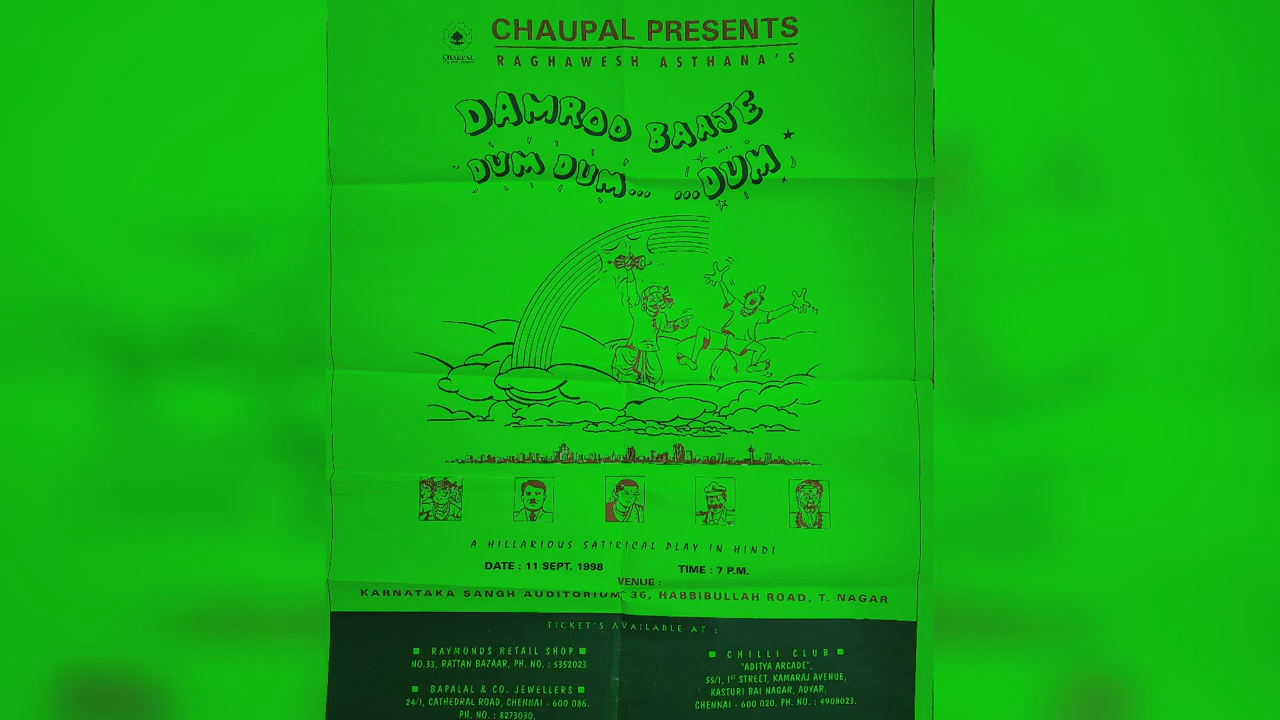 CHAUPAL PRESENTS
CHAUPAL
RAGHAWESH ASTHANA'S
DAMROO BAAJE
DUM DUM... ...DUM
A HILLARIOUS SATIRICAL PLAY IN HINDI
DATE : 11 SEPT. 1998 TIME : 7 P.M.
VENUE :
KARNATAKA SANGH AUDITORIUM 36, HABBIBULLAH ROAD, T. NAGAR
TICKET'S AVAILABLE AT :
■ RAYMONDS RETAIL SHOP ■
NO.33, RATTAN BAZAAR, PH. NO. : 5352023
■ BAPALAL & CO. JEWELLERS ■
24/1, CATHEDRAL ROAD, CHENNAI - 600 086.
PH. NO. : 8273030.
■ CHILLI CLUB ■
"ADITYA ARCADE",
55/1, 1st STREET, KAMARAJ AVENUE,
KASTURI BAI NAGAR, ADYAR,
CHENNAI - 600 020. PH. NO. : 4908023.